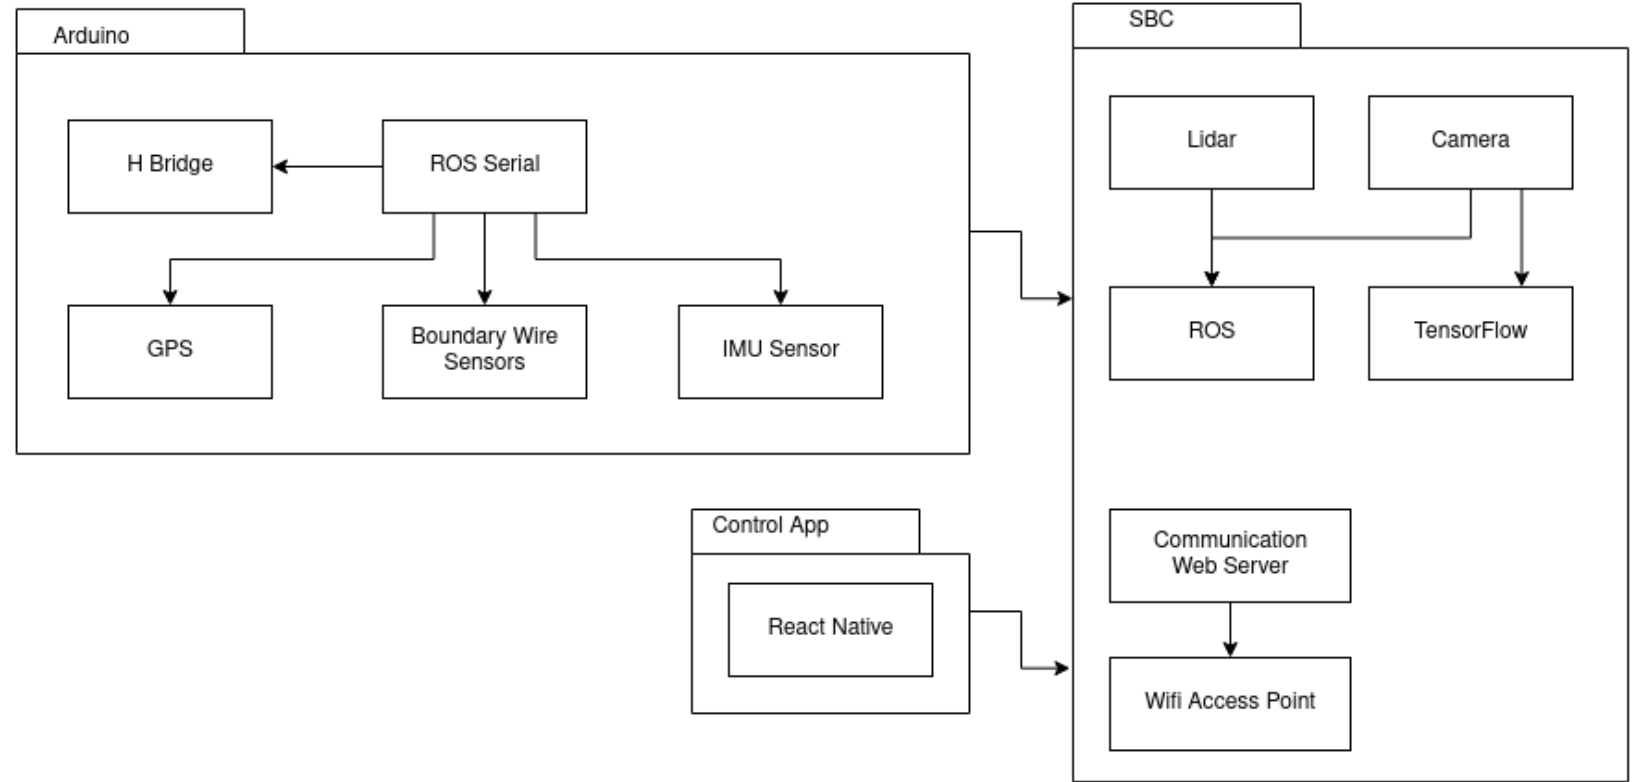 Arduino
H Bridge
ROS Serial
GPS
Boundary Wire
Sensors
IMU Sensor
SBC
Lidar
Camera
ROS
TensorFlow
Control App
React Native
Communication
Web Server
Wifi Access Point